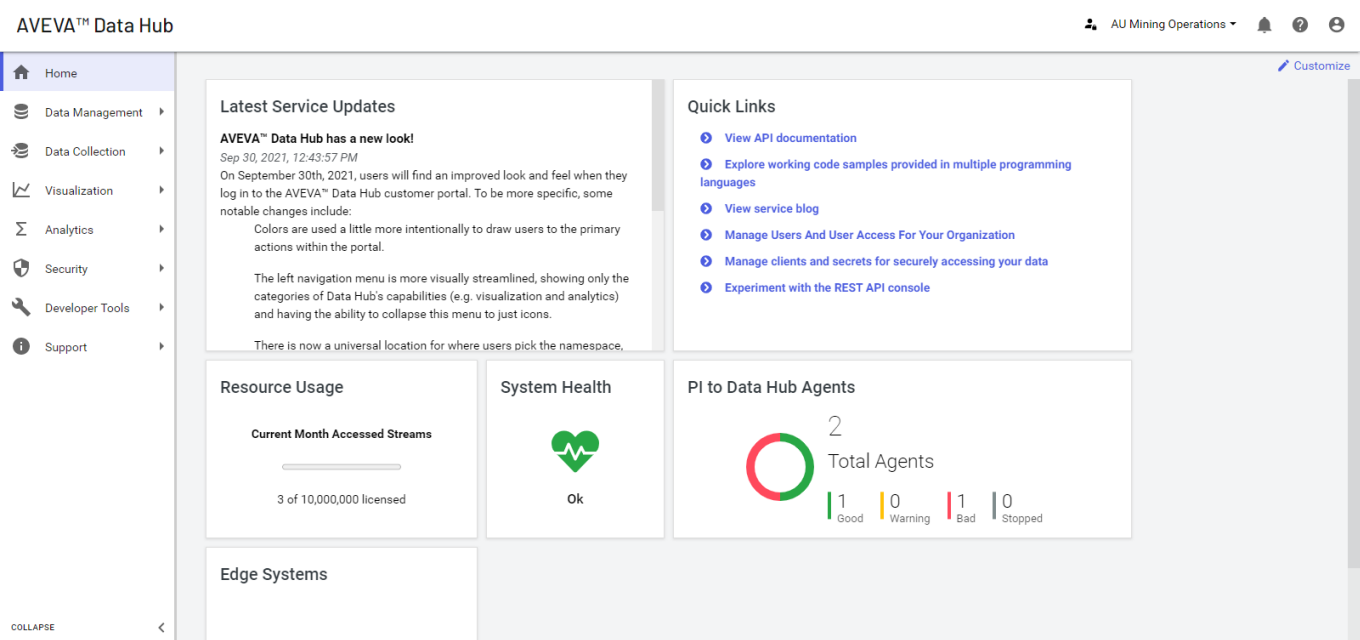 AVEVA™ Data Hub
AU Mining Operations
Customize
Home
Data Management
Data Collection
Visualization
Analytics
Security
Developer Tools
Support
COLLAPSE
Latest Service Updates
AVEVA™ Data Hub has a new look!
Sep 30, 2021, 12:43:57 PM
On September 30th, 2021, users will find an improved look and feel when they
log in to the AVEVA™ Data Hub customer portal. To be more specific, some
notable changes include:
Colors are used a little more intentionally to draw users to the primary
actions within the portal.
The left navigation menu is more visually streamlined, showing only the
categories of Data Hub's capabilities (e.g. visualization and analytics)
and having the ability to collapse this menu to just icons.
There is now a universal location for where users pick the namespace,
Quick Links
View API documentation
Explore working code samples provided in multiple programming
languages
View service blog
Manage Users And User Access For Your Organization
Manage clients and secrets for securely accessing your data
Experiment with the REST API console
Resource Usage
Current Month Accessed Streams
3 of 10,000,000 licensed
System Health
Ok
PI to Data Hub Agents
2
Total Agents
1 0 1 0
Good Warning Bad Stopped
Edge Systems